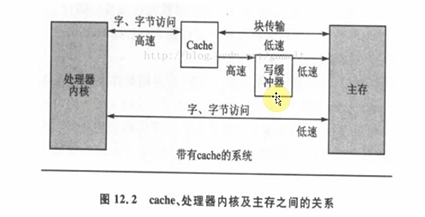 字、字节访问
高速
Cache
块传输
低速
http://blog.
高速
写缓
冲器
低速
处理器
内核
主存
字、字节访问
低速
带有cache的系统
图 12.2 cache、处理器内核及主存之间的关系